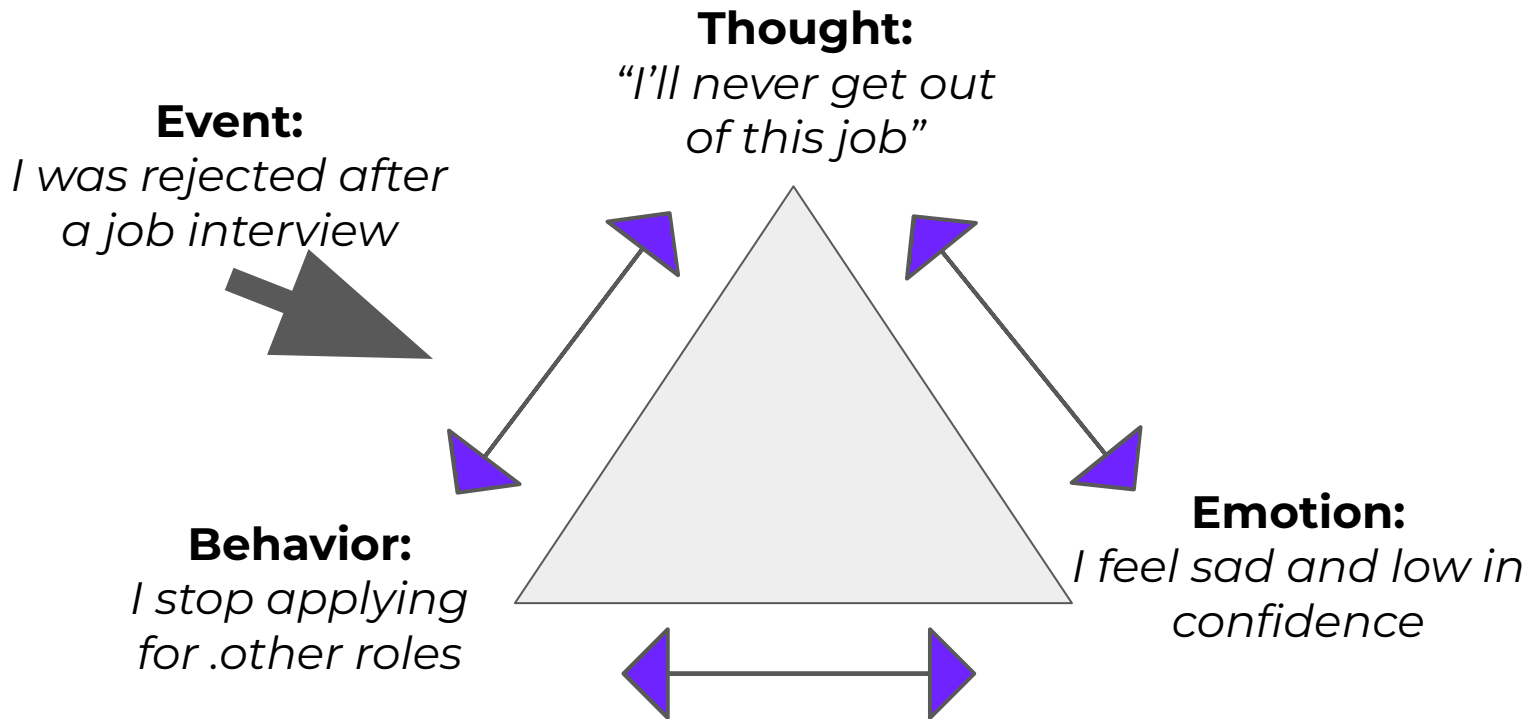 Thought:
“I’ll never get out
of this job”
Event:
I was rejected after
a job interview
Behavior:
I stop applying
for .other roles
Emotion:
I feel sad and low in
confidence